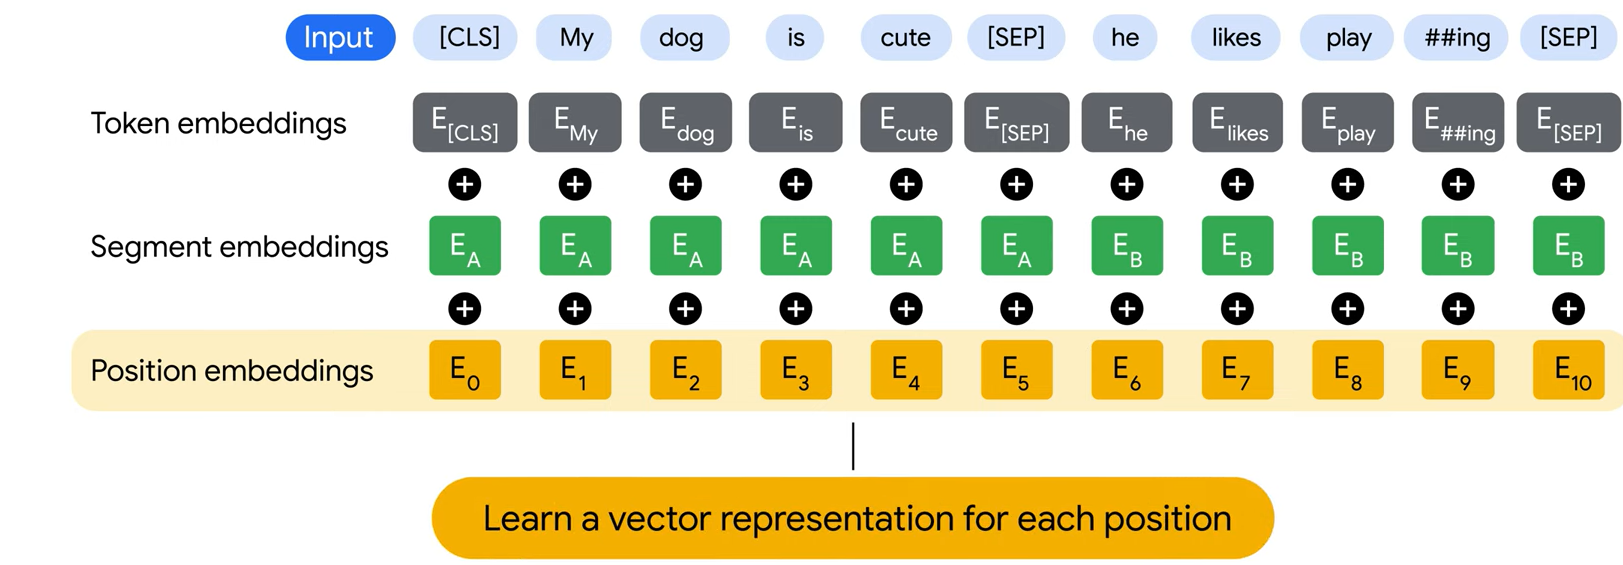 Input [CLS] My dog is cute [SEP] he likes play ##ing [SEP]
Token embeddings E[CLS] EMy Edog Eis Ecute E[SEP] Ehe Elikes Eplay E##ing E[SEP]
+ + + + + + + + + + +
Segment embeddings EA EA EA EA EA EA EB EB EB EB EB
+ + + + + + + + + + +
Position embeddings E0 E1 E2 E3 E4 E5 E6 E7 E8 E9 E10
Learn a vector representation for each position